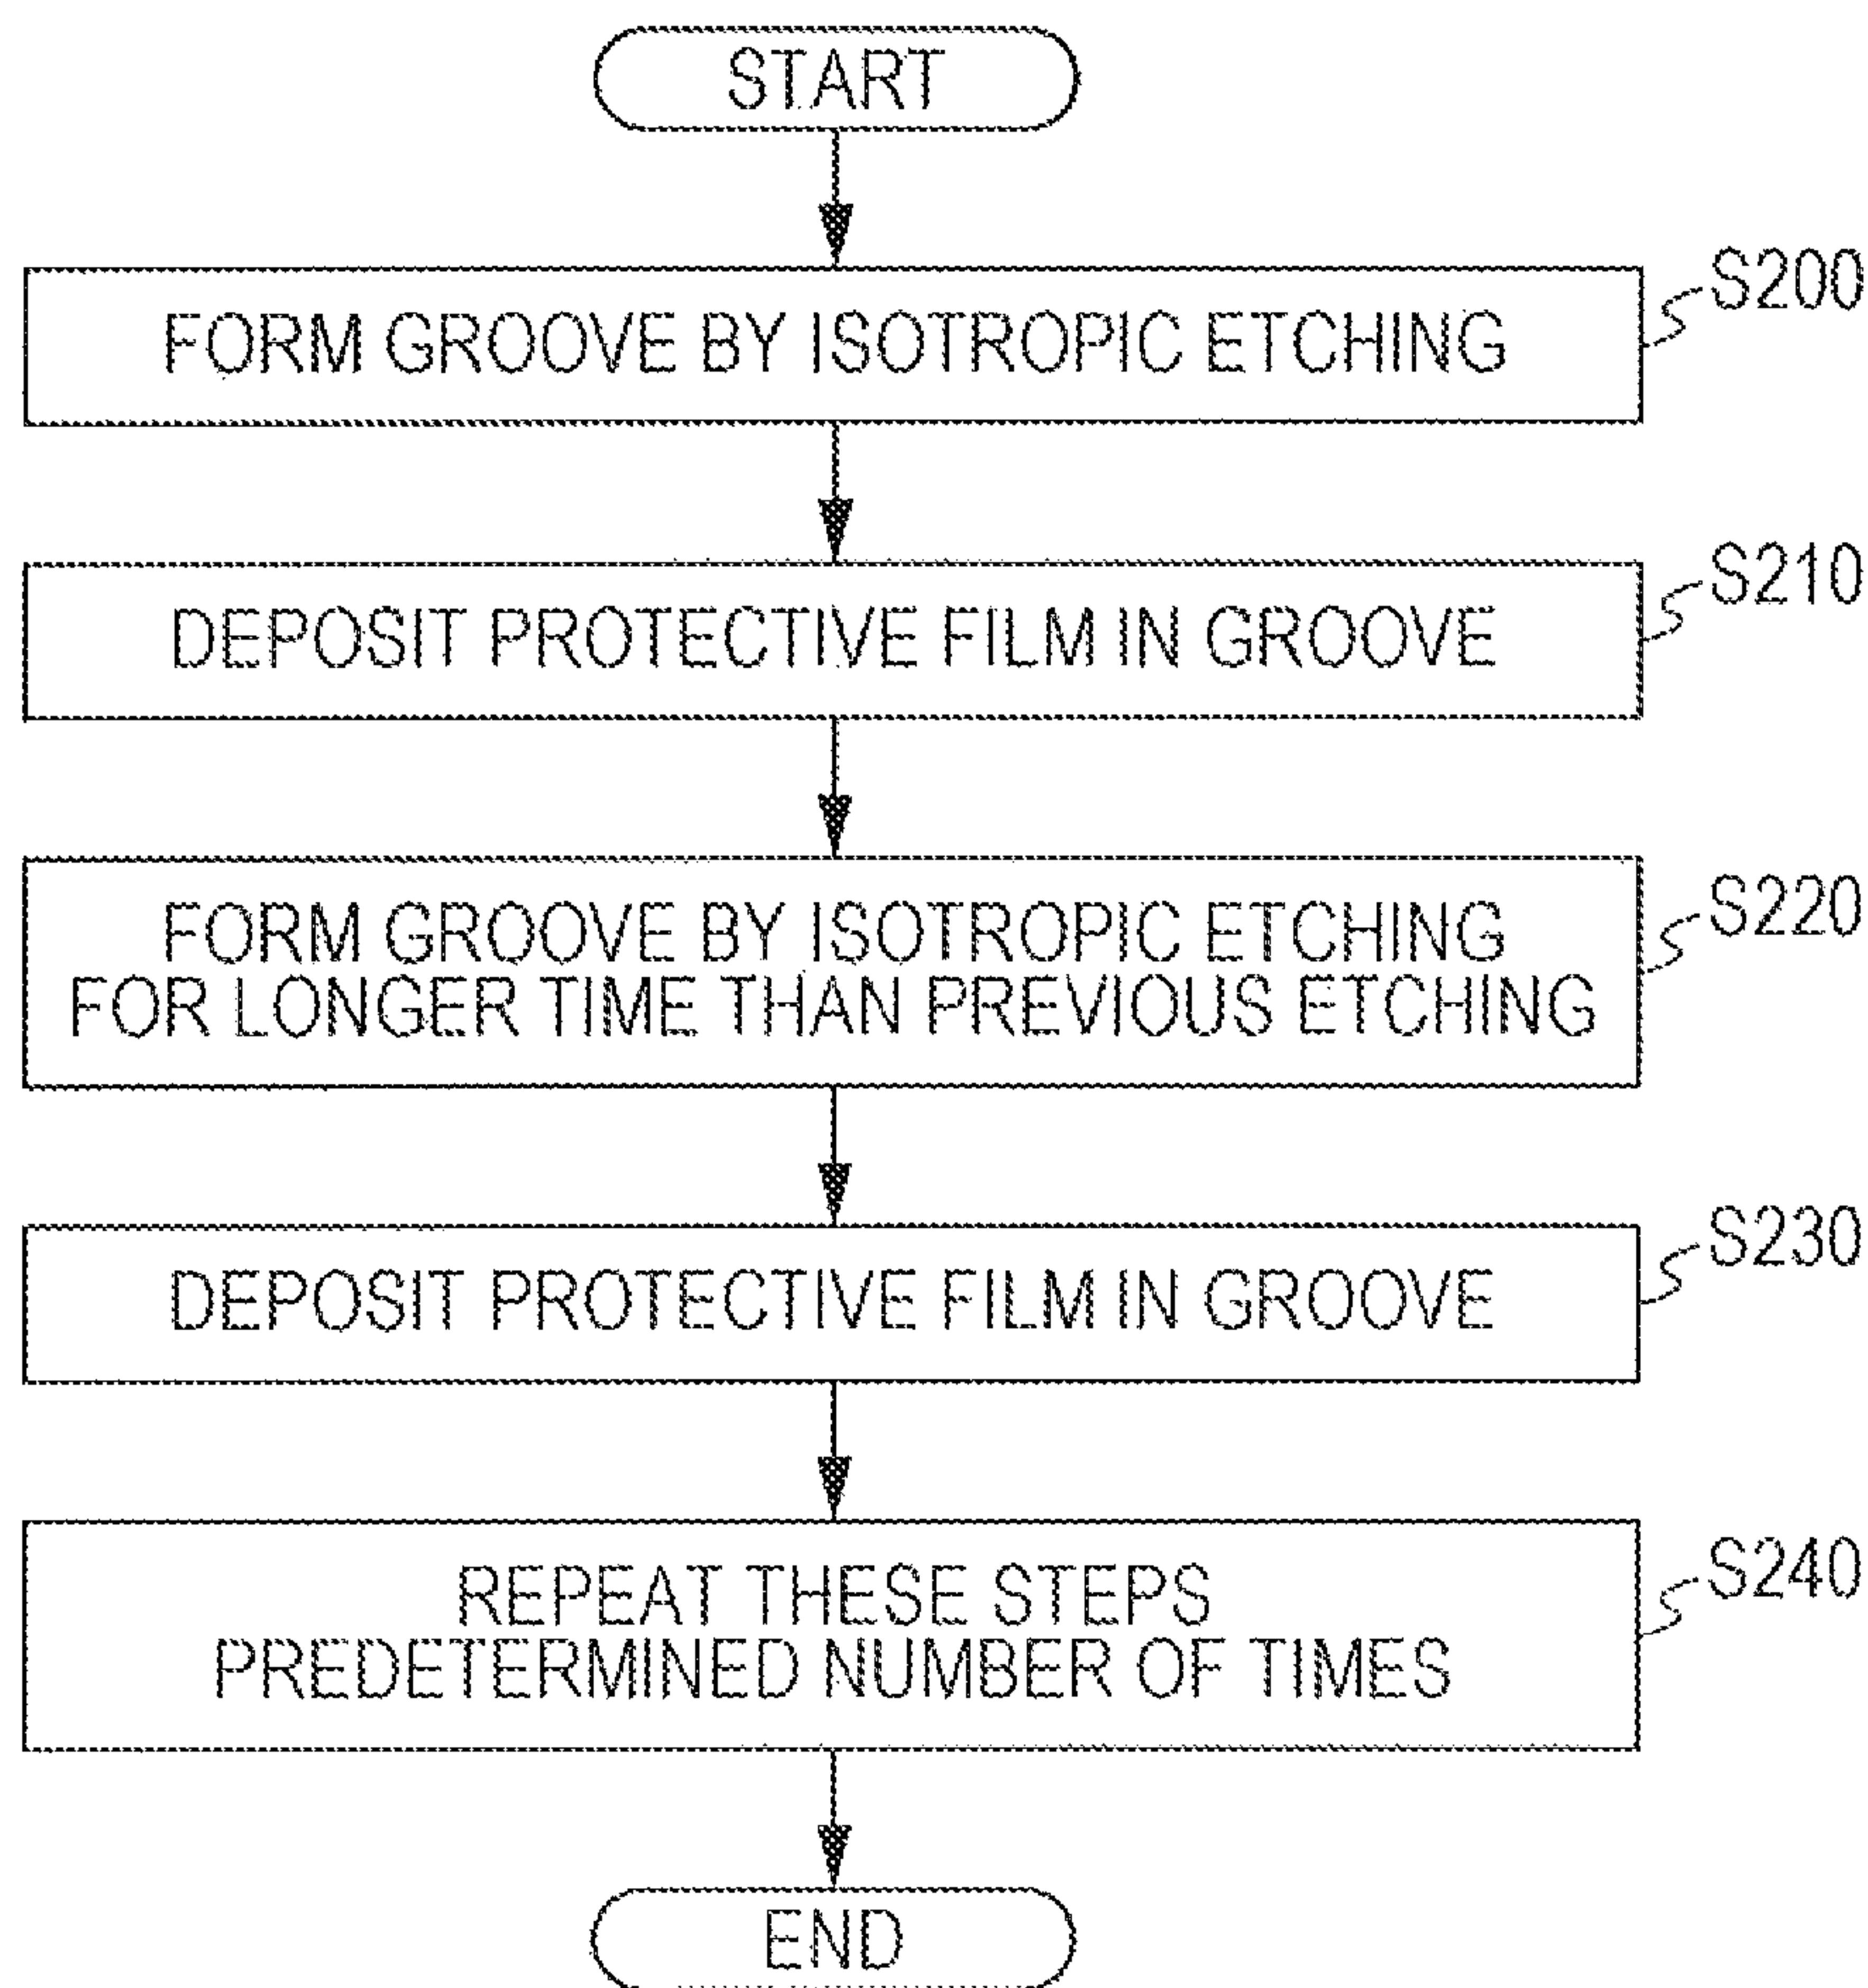 START
FORM GROOVE BY ISOTROPIC ETCHING
S200
DEPOSIT PROTECTIVE FILM IN GROOVE
S210
FORM GROOVE BY ISOTROPIC ETCHING
FOR LONGER TIME THAN PREVIOUS ETCHING
S220
DEPOSIT PROTECTIVE FILM IN GROOVE
S230
REPEAT THESE STEPS
PREDETERMINED NUMBER OF TIMES
S240
END